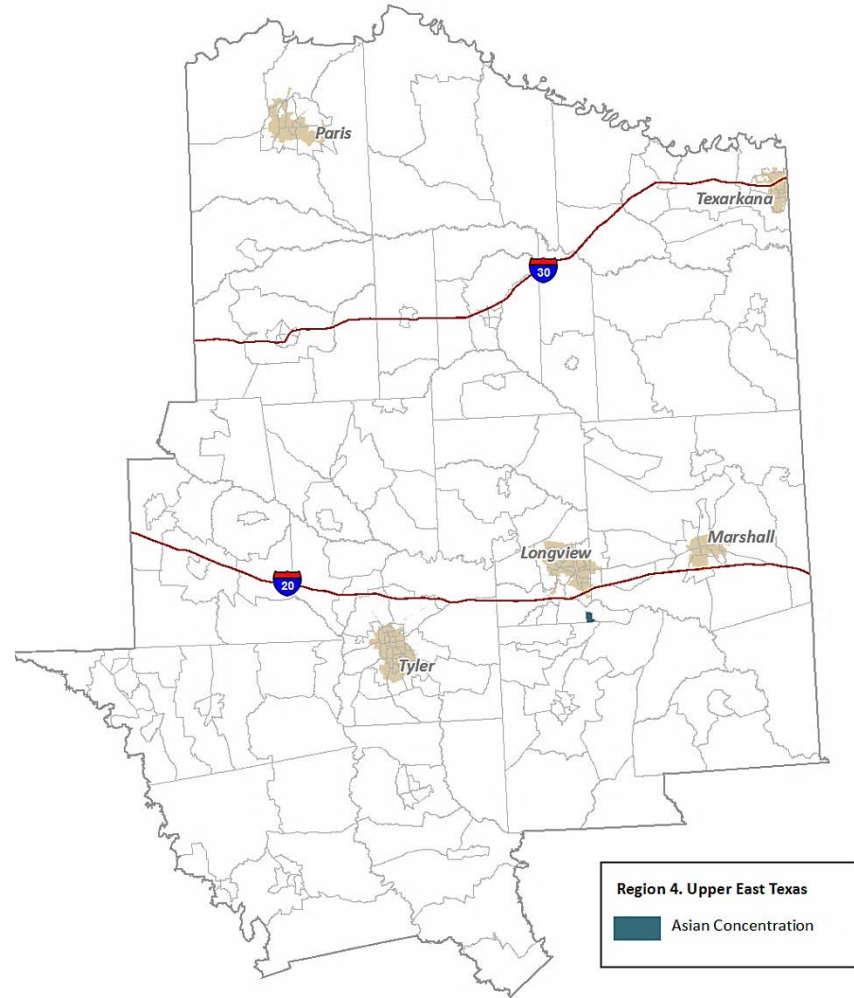 Paris
Texarkana
30
Longview
Marshall
20
Tyler
Region 4. Upper East Texas
Asian Concentration